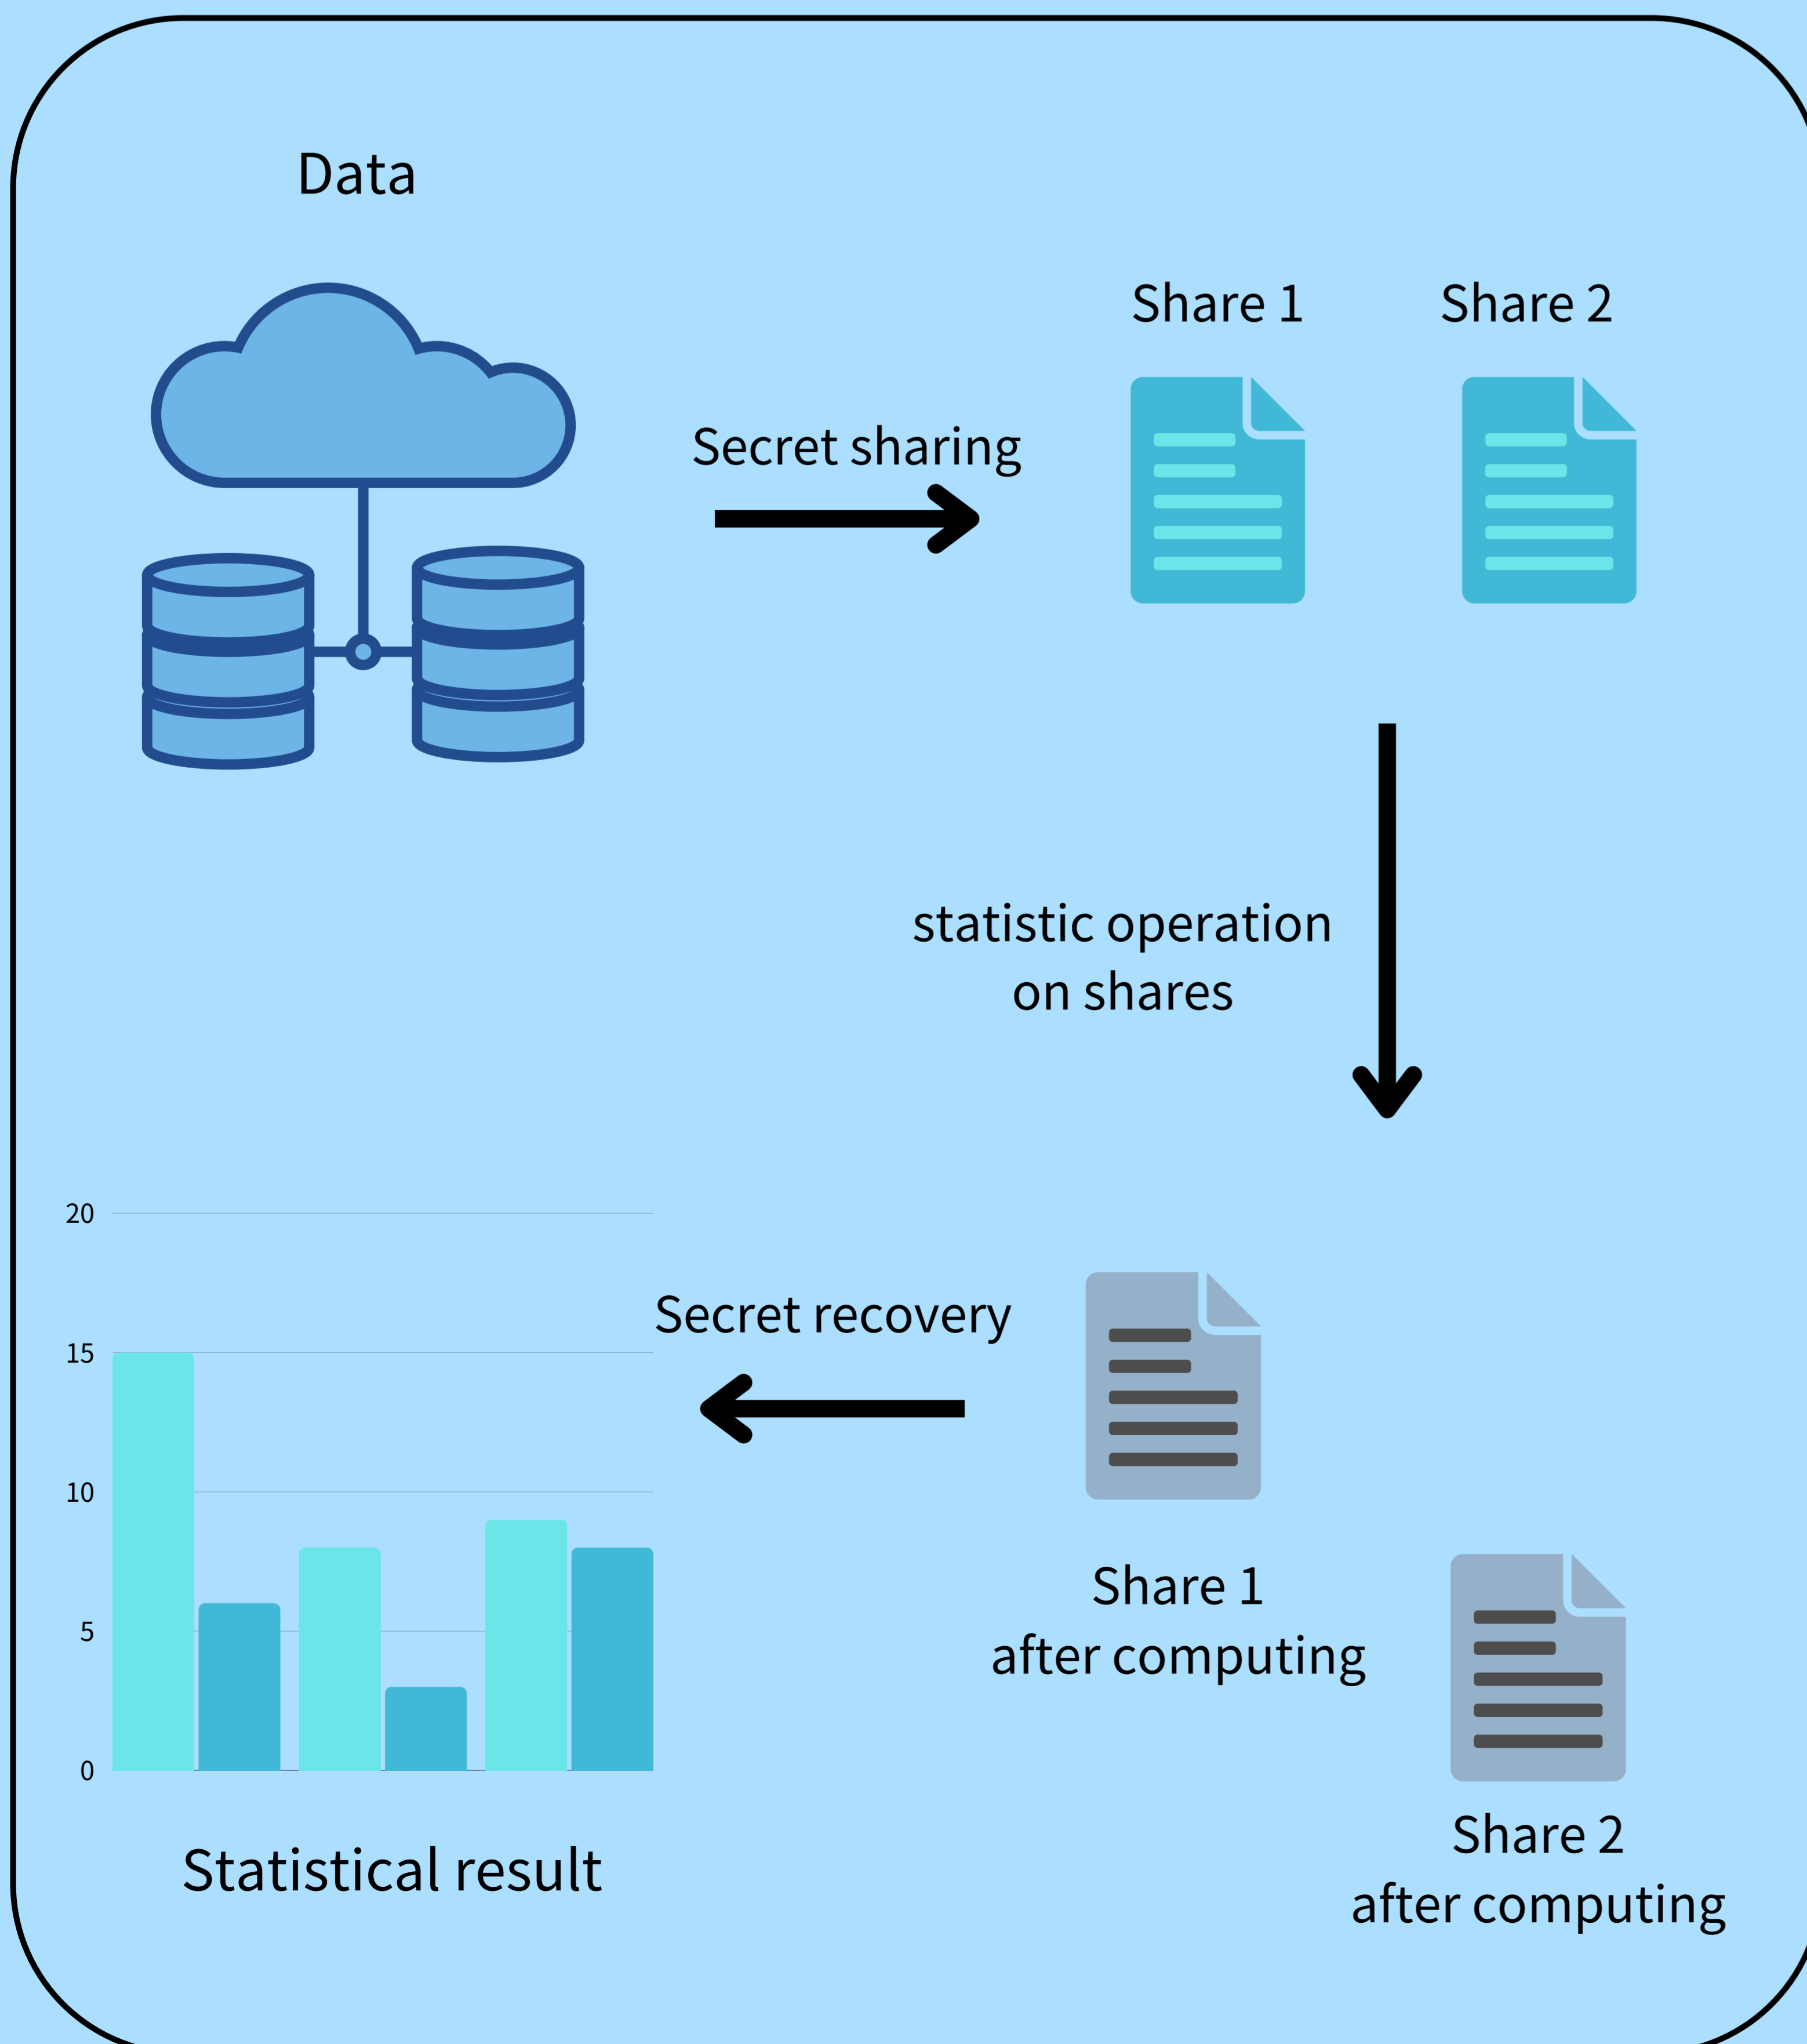 Data
Share 1
Share 2
Secret sharing
statistic operation
on shares
20
15
10
5
0
Secret recovery
Share 1
after computing
Share 2
after computing
Statistical result